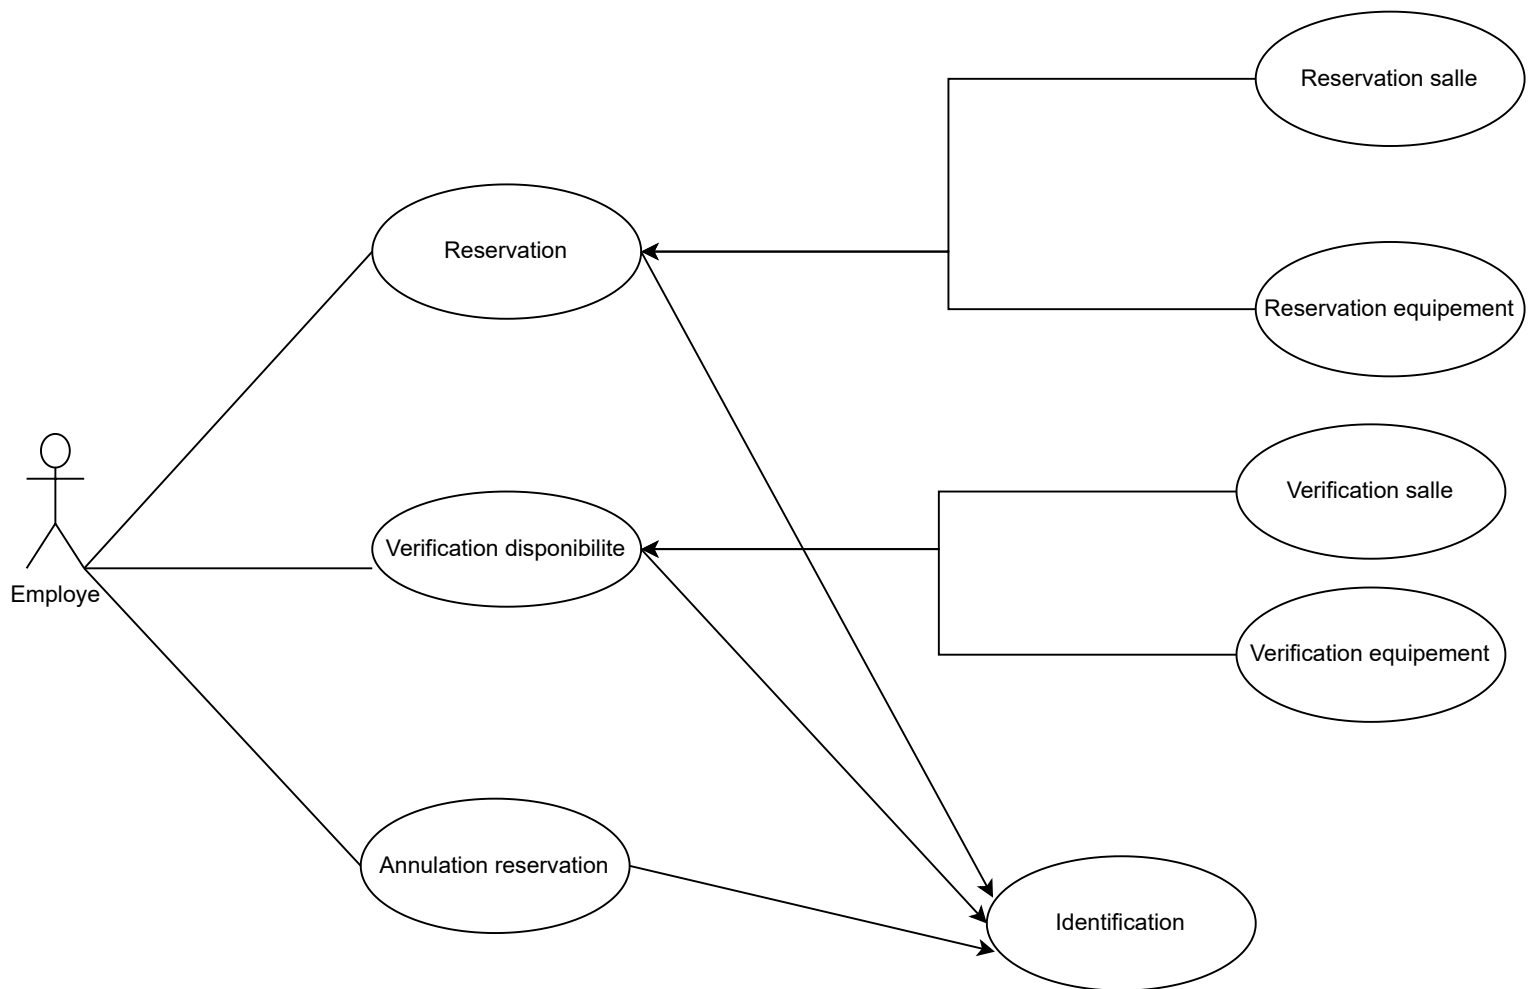 Reservation salle
Reservation
Reservation equipement
Verification salle
Verification disponibilite
Employe
Verification equipement
Annulation reservation
Identification